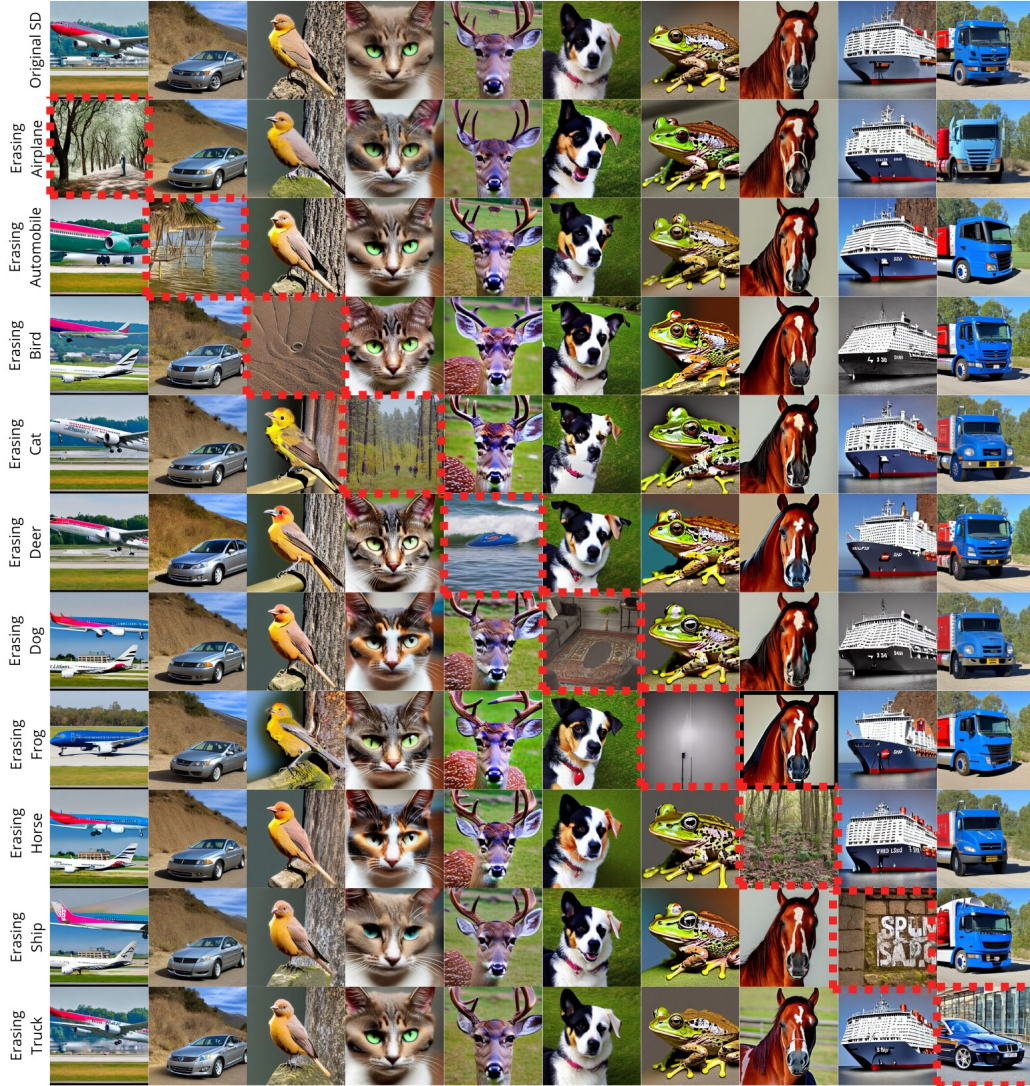 Original SD
Erasing
Airplane
Erasing
Automobile
Erasing
Bird
Erasing
Cat
Erasing
Deer
Erasing
Dog
Erasing
Frog
Erasing
Horse
Erasing
Ship
Erasing
Truck